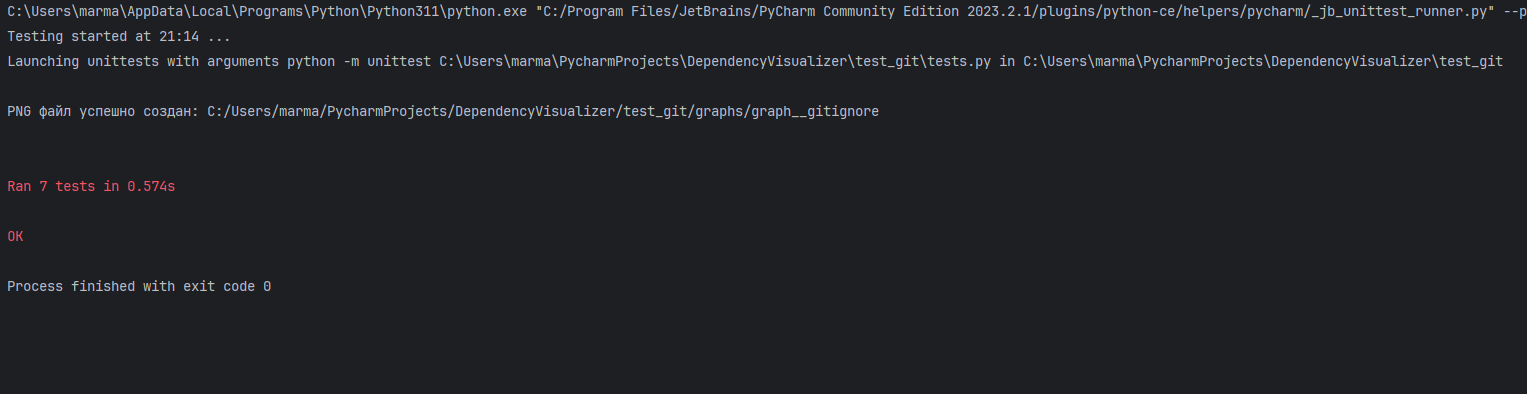 C:\Users\marma\AppData\Local\Programs\Python\Python311\python.exe "C:/Program Files/JetBrains/PyCharm Community Edition 2023.2.1/plugins/python-ce/helpers/pycharm/_jb_unittest_runner.py" --p
Testing started at 21:14 ...
Launching unittests with arguments python -m unittest C:\Users\marma\PycharmProjects\DependencyVisualizer\test_git\tests.py in C:\Users\marma\PycharmProjects\DependencyVisualizer\test_git
PNG файл успешно создан: C:/Users/marma/PycharmProjects/DependencyVisualizer/test_git/graphs/graph__gitignore
Ran 7 tests in 0.574s
OK
Process finished with exit code 0